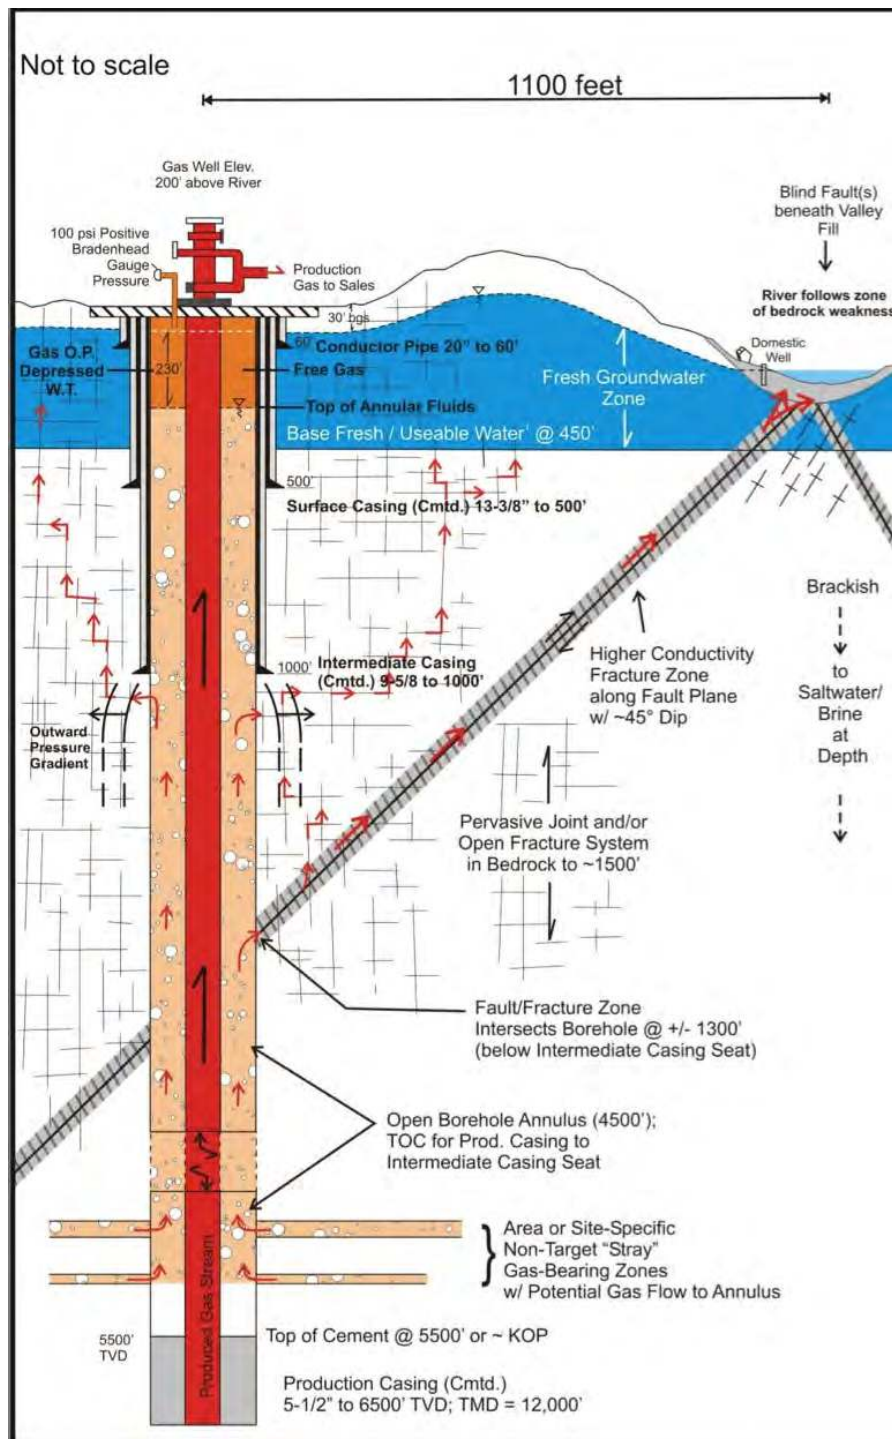 Not to scale
1100 feet
Gas Well Elev.
200' above River
100 psi Positive
Bradenhead
Gauge
Pressure
Production
Gas to Sales
Blind Fault(s)
beneath Valley
Fill
River follows zone
of bedrock weakness
Domestic
Well
30' bgs
60'
Conductor Pipe 20" to 60'
Gas O.P.
Depressed
W.T.
230'
Free Gas
Fresh Groundwater
Zone
Top of Annular Fluids
Base Fresh / Useable Water' @ 450'
500'
Surface Casing (Cmtd.) 13-3/8" to 500'
1000'
Intermediate Casing
(Cmtd.) 9-5/8 to 1000'
Outward
Pressure
Gradient
Higher Conductivity
Fracture Zone
along Fault Plane
w/ ~45° Dip
Brackish
to
Saltwater/
Brine
at
Depth
Pervasive Joint and/or
Open Fracture System
in Bedrock to ~1500'
Fault/Fracture Zone
Intersects Borehole @ +/- 1300'
(below Intermediate Casing Seat)
Open Borehole Annulus (4500');
TOC for Prod. Casing to
Intermediate Casing Seat
Area or Site-Specific
Non-Target "Stray"
Gas-Bearing Zones
w/ Potential Gas Flow to Annulus
Produced Gas Stream
5500'
TVD
Top of Cement @ 5500' or ~ KOP
Production Casing (Cmtd.)
5-1/2" to 6500' TVD; TMD = 12,000'